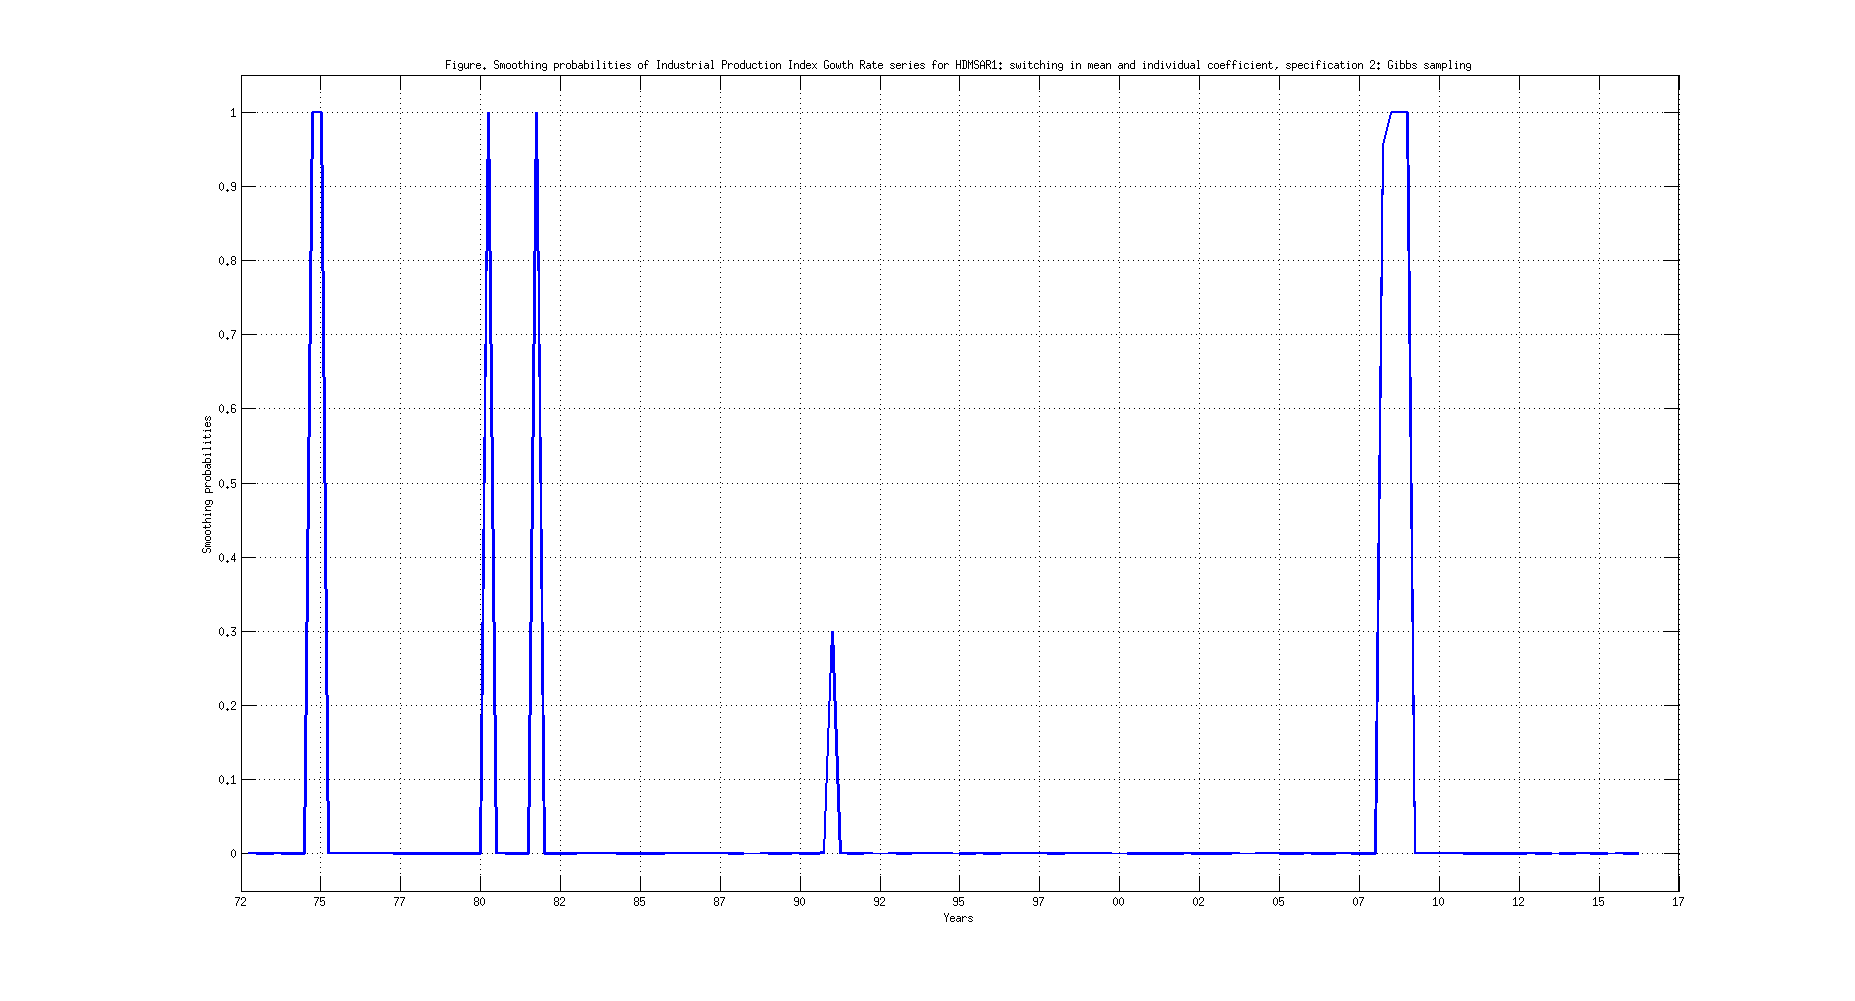 Figure. Smoothing probabilities of Industrial Production Index Gowth Rate series for HDMSAR1: switching in mean and individual coefficient, specification 2: Gibbs sampling
1
0.9
0.8
0.7
0.6
0.5
0.4
0.3
0.2
0.1
0
Smoothing probabilities
72 75 77 80 82 85 87 90 92 95 97 00 02 05 07 10 12 15 17
Years